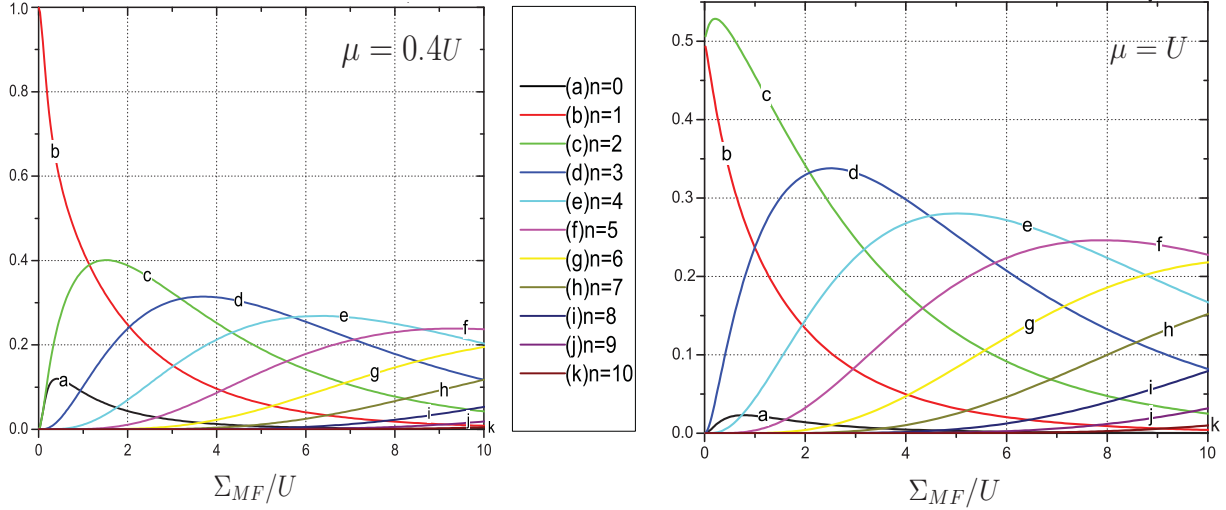 1.0
0.8
0.6
0.4
0.2
0.0
0
2
4
6
8
10
μ = 0.4U
b
c
d
e
f
a
g
h
i
j
k
Σ_MF/U
(a)n=0
(b)n=1
(c)n=2
(d)n=3
(e)n=4
(f)n=5
(g)n=6
(h)n=7
(i)n=8
(j)n=9
(k)n=10
0.5
0.4
0.3
0.2
0.1
0.0
0
2
4
6
8
10
μ = U
c
b
d
e
f
g
h
a
i
j
k
Σ_MF/U